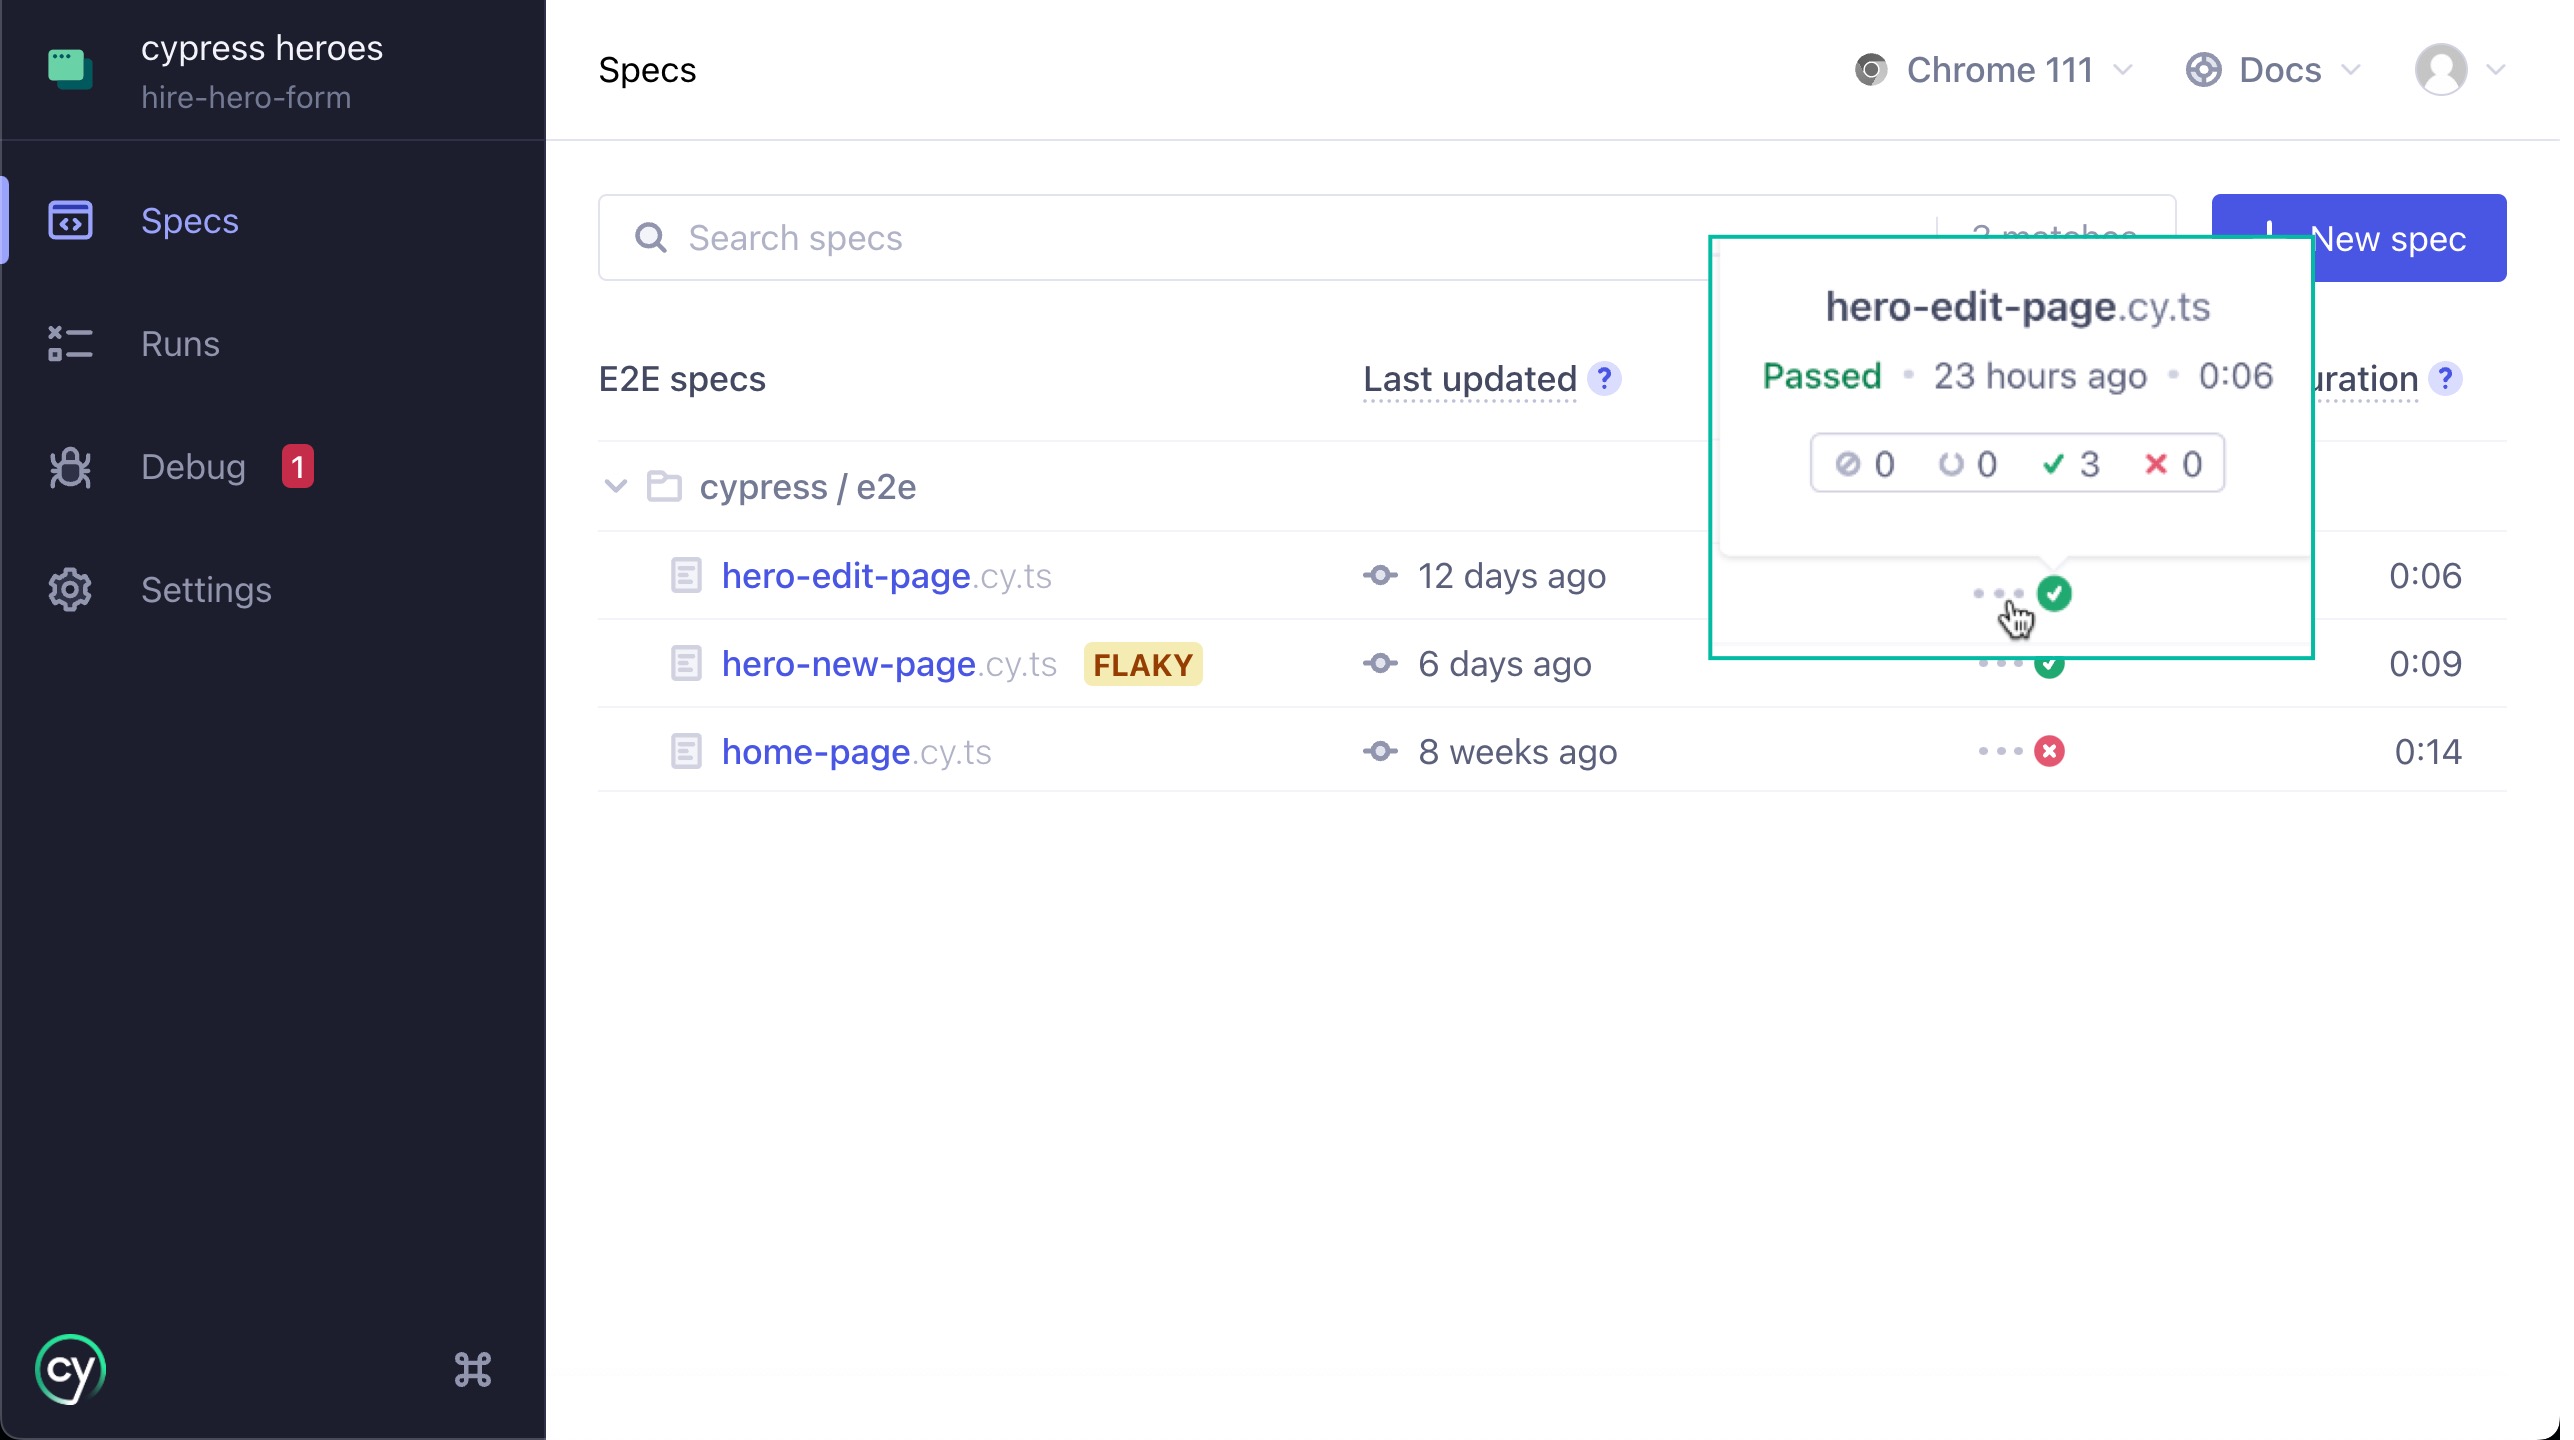 cypress heroes
hire-hero-form
Specs
Runs
Debug 1
Settings
cy
Specs
Chrome 111
Docs
Search specs
New spec
E2E specs
Last updated ?
uration ?
cypress / e2e
hero-edit-page.cy.ts
12 days ago
0:06
hero-new-page.cy.ts FLAKY
6 days ago
0:09
home-page.cy.ts
8 weeks ago
0:14
hero-edit-page.cy.ts
Passed • 23 hours ago • 0:06
0 0 3 0